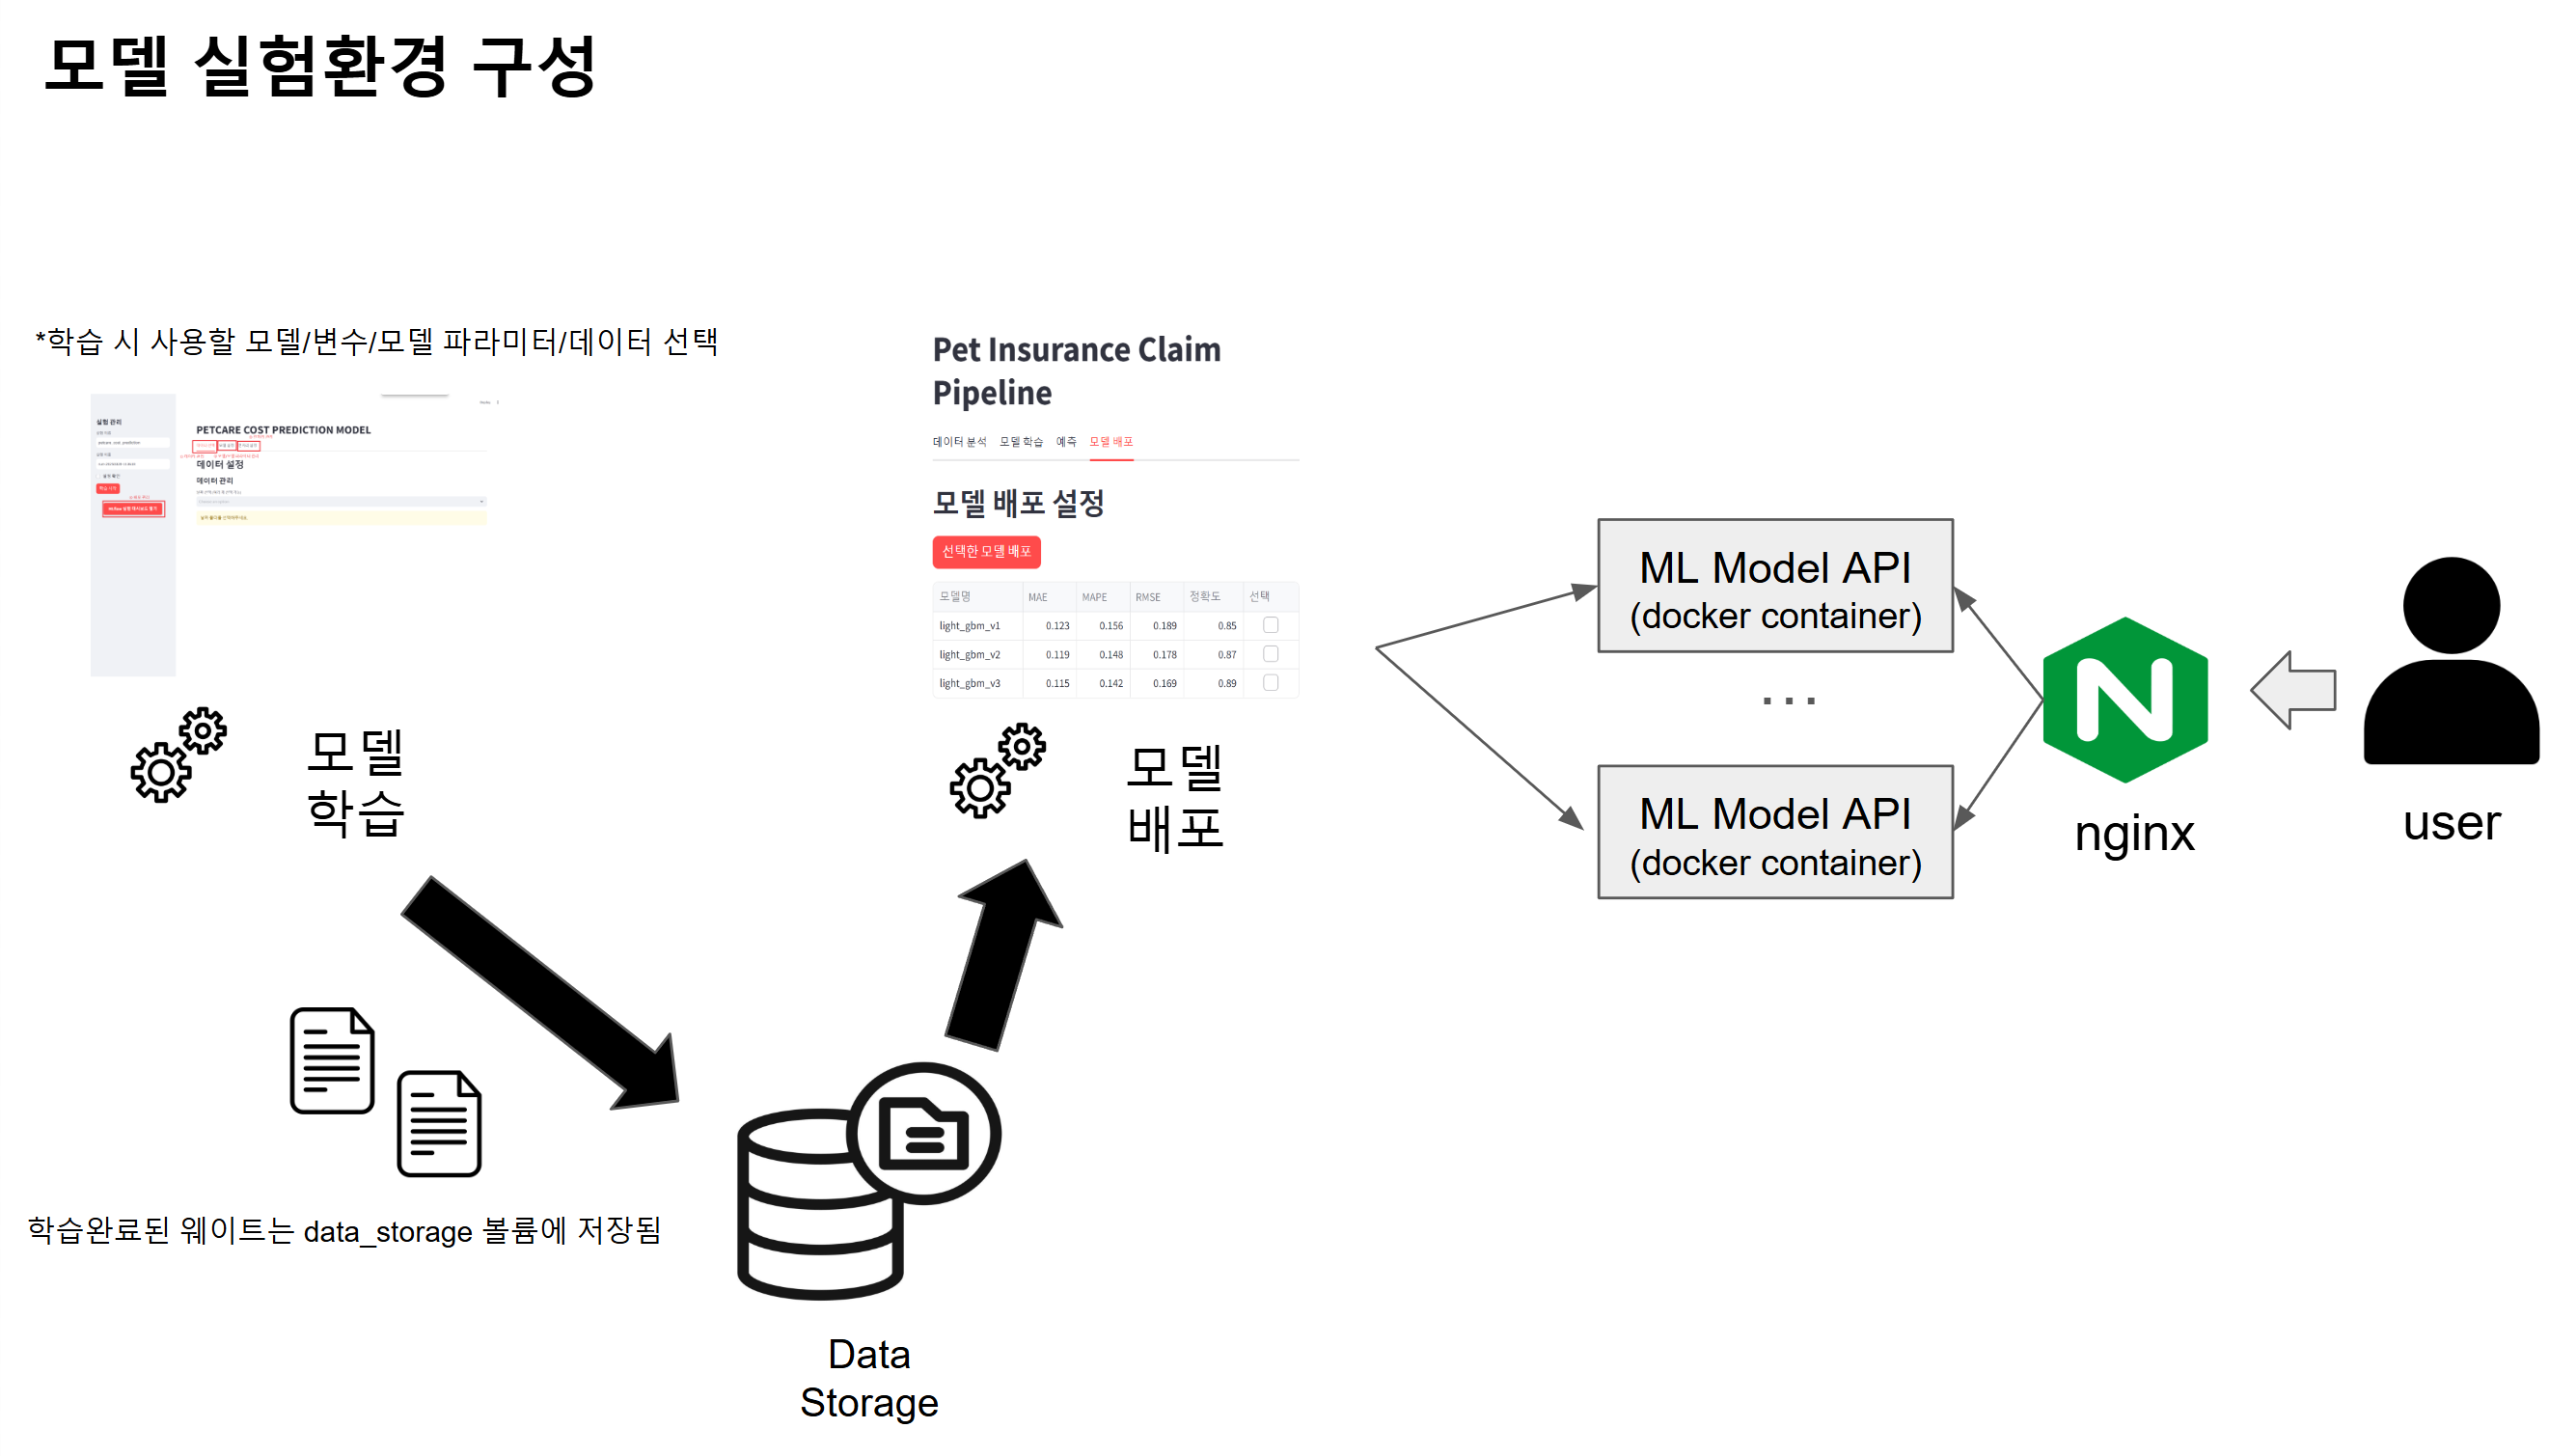 모델 실험환경 구성
*학습 시 사용할 모델/변수/모델 파라미터/데이터 선택
실험 관리
petcare_cost_prediction
학습 시작
PETCARE COST PREDICTION MODEL
데이터 설정
데이터 관리
모델
학습
Pet Insurance Claim
Pipeline
데이터 분석 모델 학습 예측 모델 배포
모델 배포 설정
선택한 모델 배포
모델명 MAE MAPE RMSE 정확도 선택
light_gbm_v1 0.123 0.156 0.189 0.85
light_gbm_v2 0.119 0.148 0.178 0.87
light_gbm_v3 0.115 0.142 0.169 0.89
모델
배포
ML Model API
(docker container)
...
ML Model API
(docker container)
nginx
user
학습완료된 웨이트는 data_storage 볼륨에 저장됨
Data
Storage